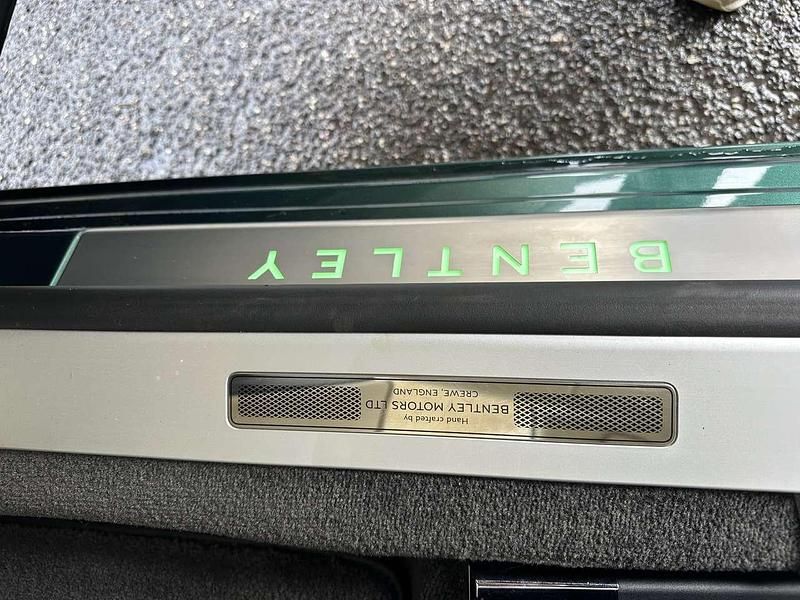 BENTLEY
Hand crafted by
BENTLEY MOTORS LTD
CREWE, ENGLAND